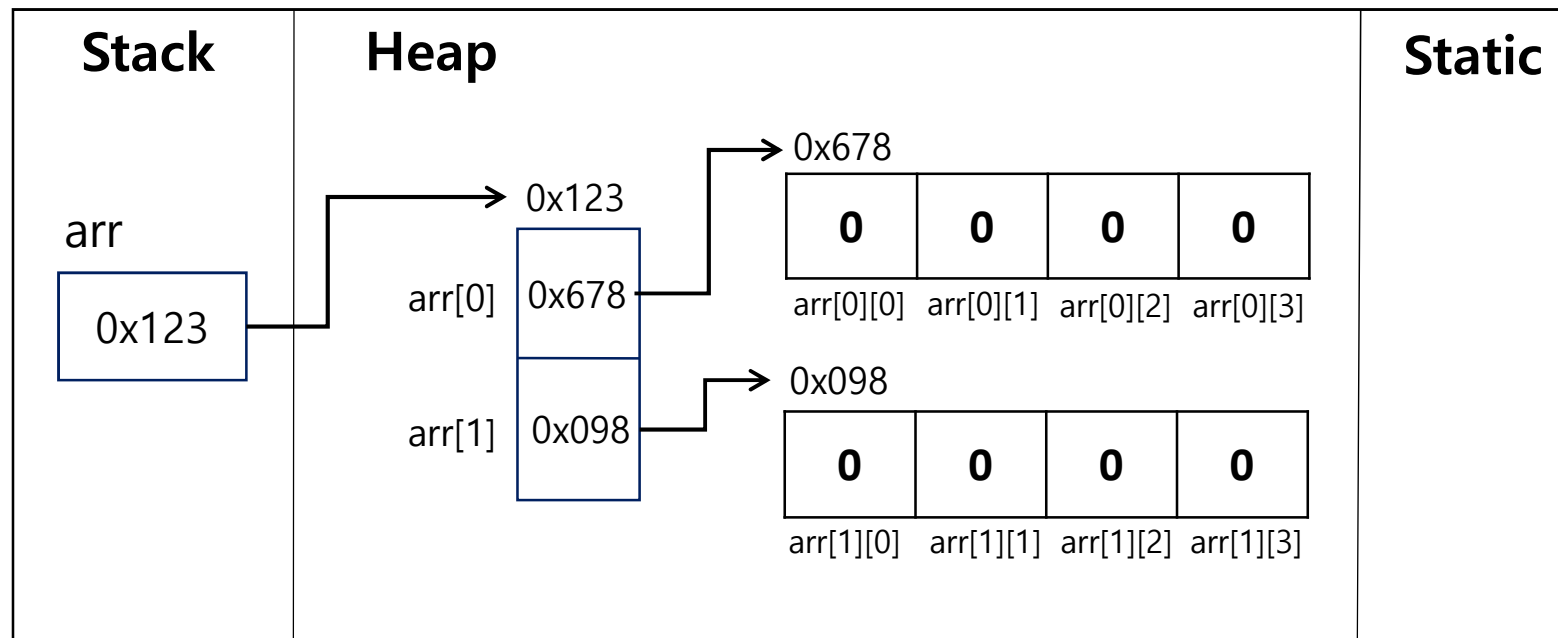 Stack
Heap
Static
0x678
0x123
0 0 0 0
arr
arr[0] 0x678
arr[0][0] arr[0][1] arr[0][2] arr[0][3]
0x123
0x098
arr[1] 0x098
0 0 0 0
arr[1][0] arr[1][1] arr[1][2] arr[1][3]